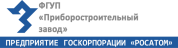 ФГУП
«Приборостроительный
завод»
ПРЕДПРИЯТИЕ ГОСКОРПОРАЦИИ «РОСАТОМ»